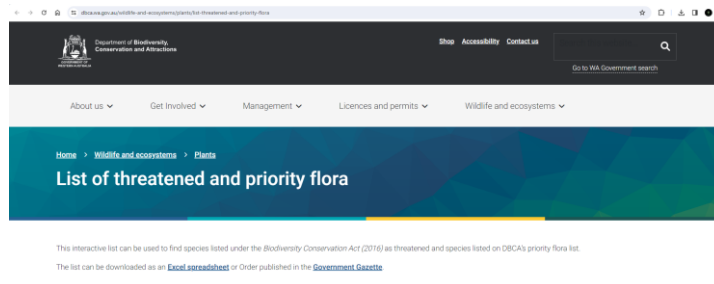 dbca.wa.gov.au/wildlife-and-ecosystems/plants/list-threatened-and-priority-flora
Department of Biodiversity,
Conservation and Attractions
GOVERNMENT OF
WESTERN AUSTRALIA
Shop Accessibility Contact us
Go to WA Government search
About us Get Involved Management Licences and permits Wildlife and ecosystems
Home > Wildlife and ecosystems > Plants
List of threatened and priority flora
This interactive list can be used to find species listed under the Biodiversity Conservation Act (2016) as threatened and species listed on DBCA's priority flora list.
The list can be downloaded as an Excel spreadsheet or Order published in the Government Gazette.